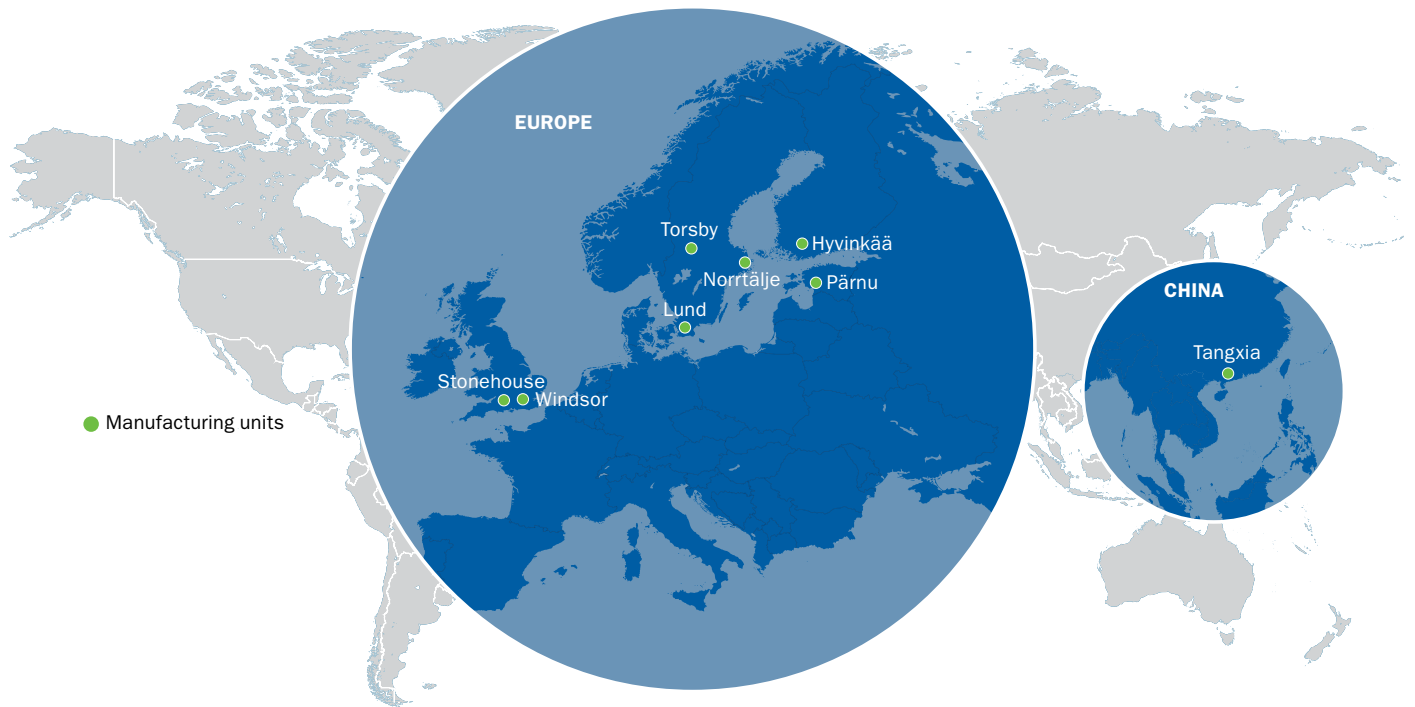 EUROPE
Torsby
Hyvinkää
Norrtälje
Pärnu
CHINA
Lund
Tangxia
Stonehouse
Windsor
Manufacturing units